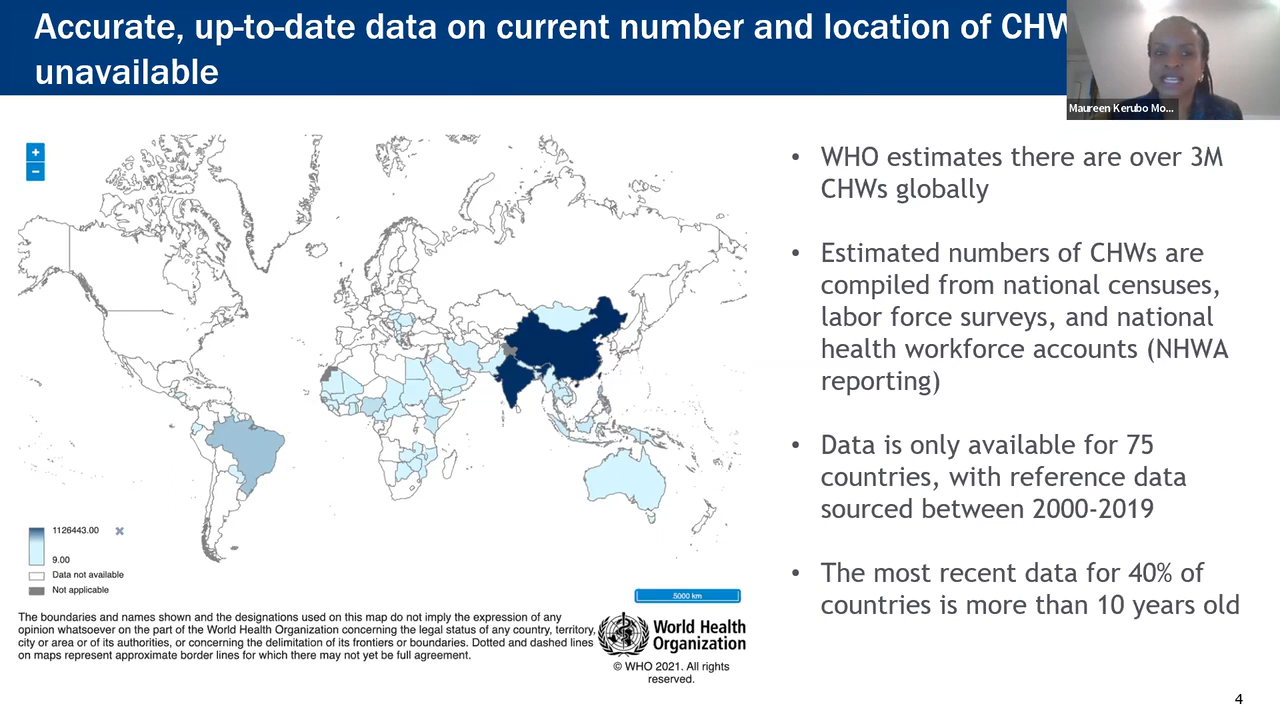 Accurate, up-to-date data on current number and location of CHW
unavailable
Maureen Kerubo Mo...
+
−
• WHO estimates there are over 3M
CHWs globally
• Estimated numbers of CHWs are
compiled from national censuses,
labor force surveys, and national
health workforce accounts (NHWA
reporting)
• Data is only available for 75
countries, with reference data
sourced between 2000-2019
• The most recent data for 40% of
countries is more than 10 years old
1126443.00
9.00
Data not available
Not applicable
5000 km
The boundaries and names shown and the designations used on this map do not imply the expression of any
opinion whatsoever on the part of the World Health Organization concerning the legal status of any country, territory,
city or area or of its authorities, or concerning the delimitation of its frontiers or boundaries. Dotted and dashed lines
on maps represent approximate border lines for which there may not yet be full agreement.
World Health
Organization
© WHO 2021. All rights
reserved.
4